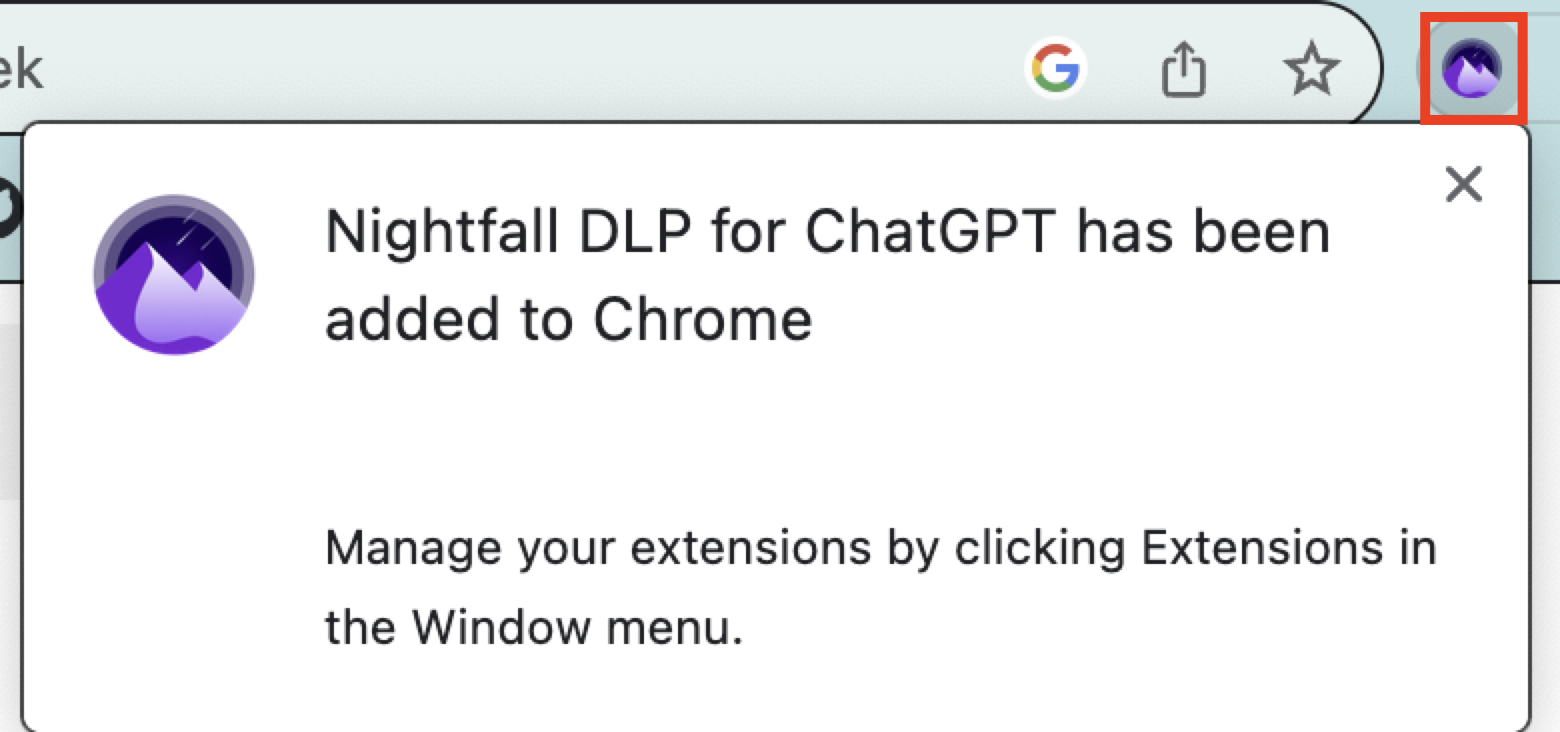 ek
Nightfall DLP for ChatGPT has been
added to Chrome
Manage your extensions by clicking Extensions in
the Window menu.